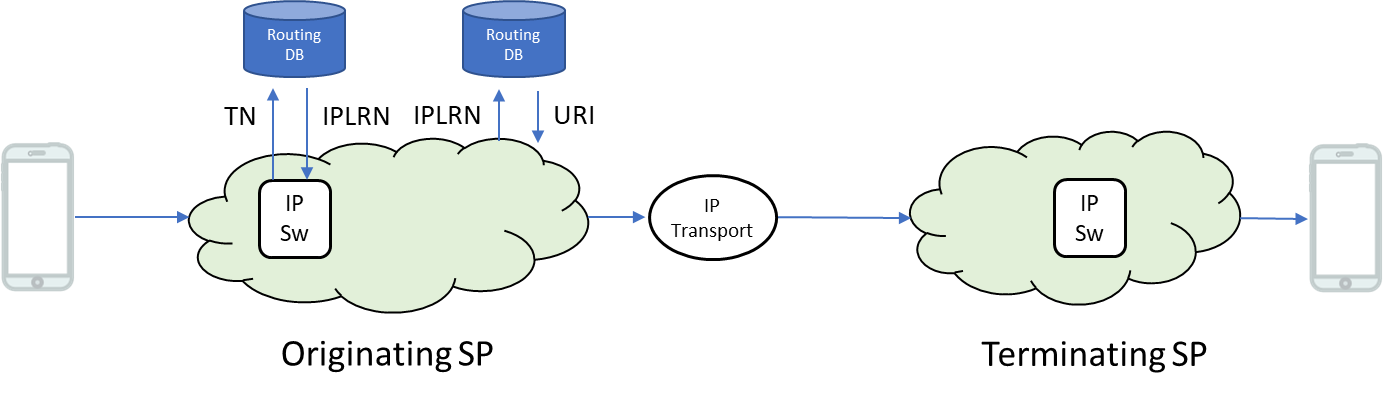 Routing
DB
Routing
DB
TN
IPLRN
IPLRN
URI
IP
Sw
IP
Transport
IP
Sw
Originating SP
Terminating SP